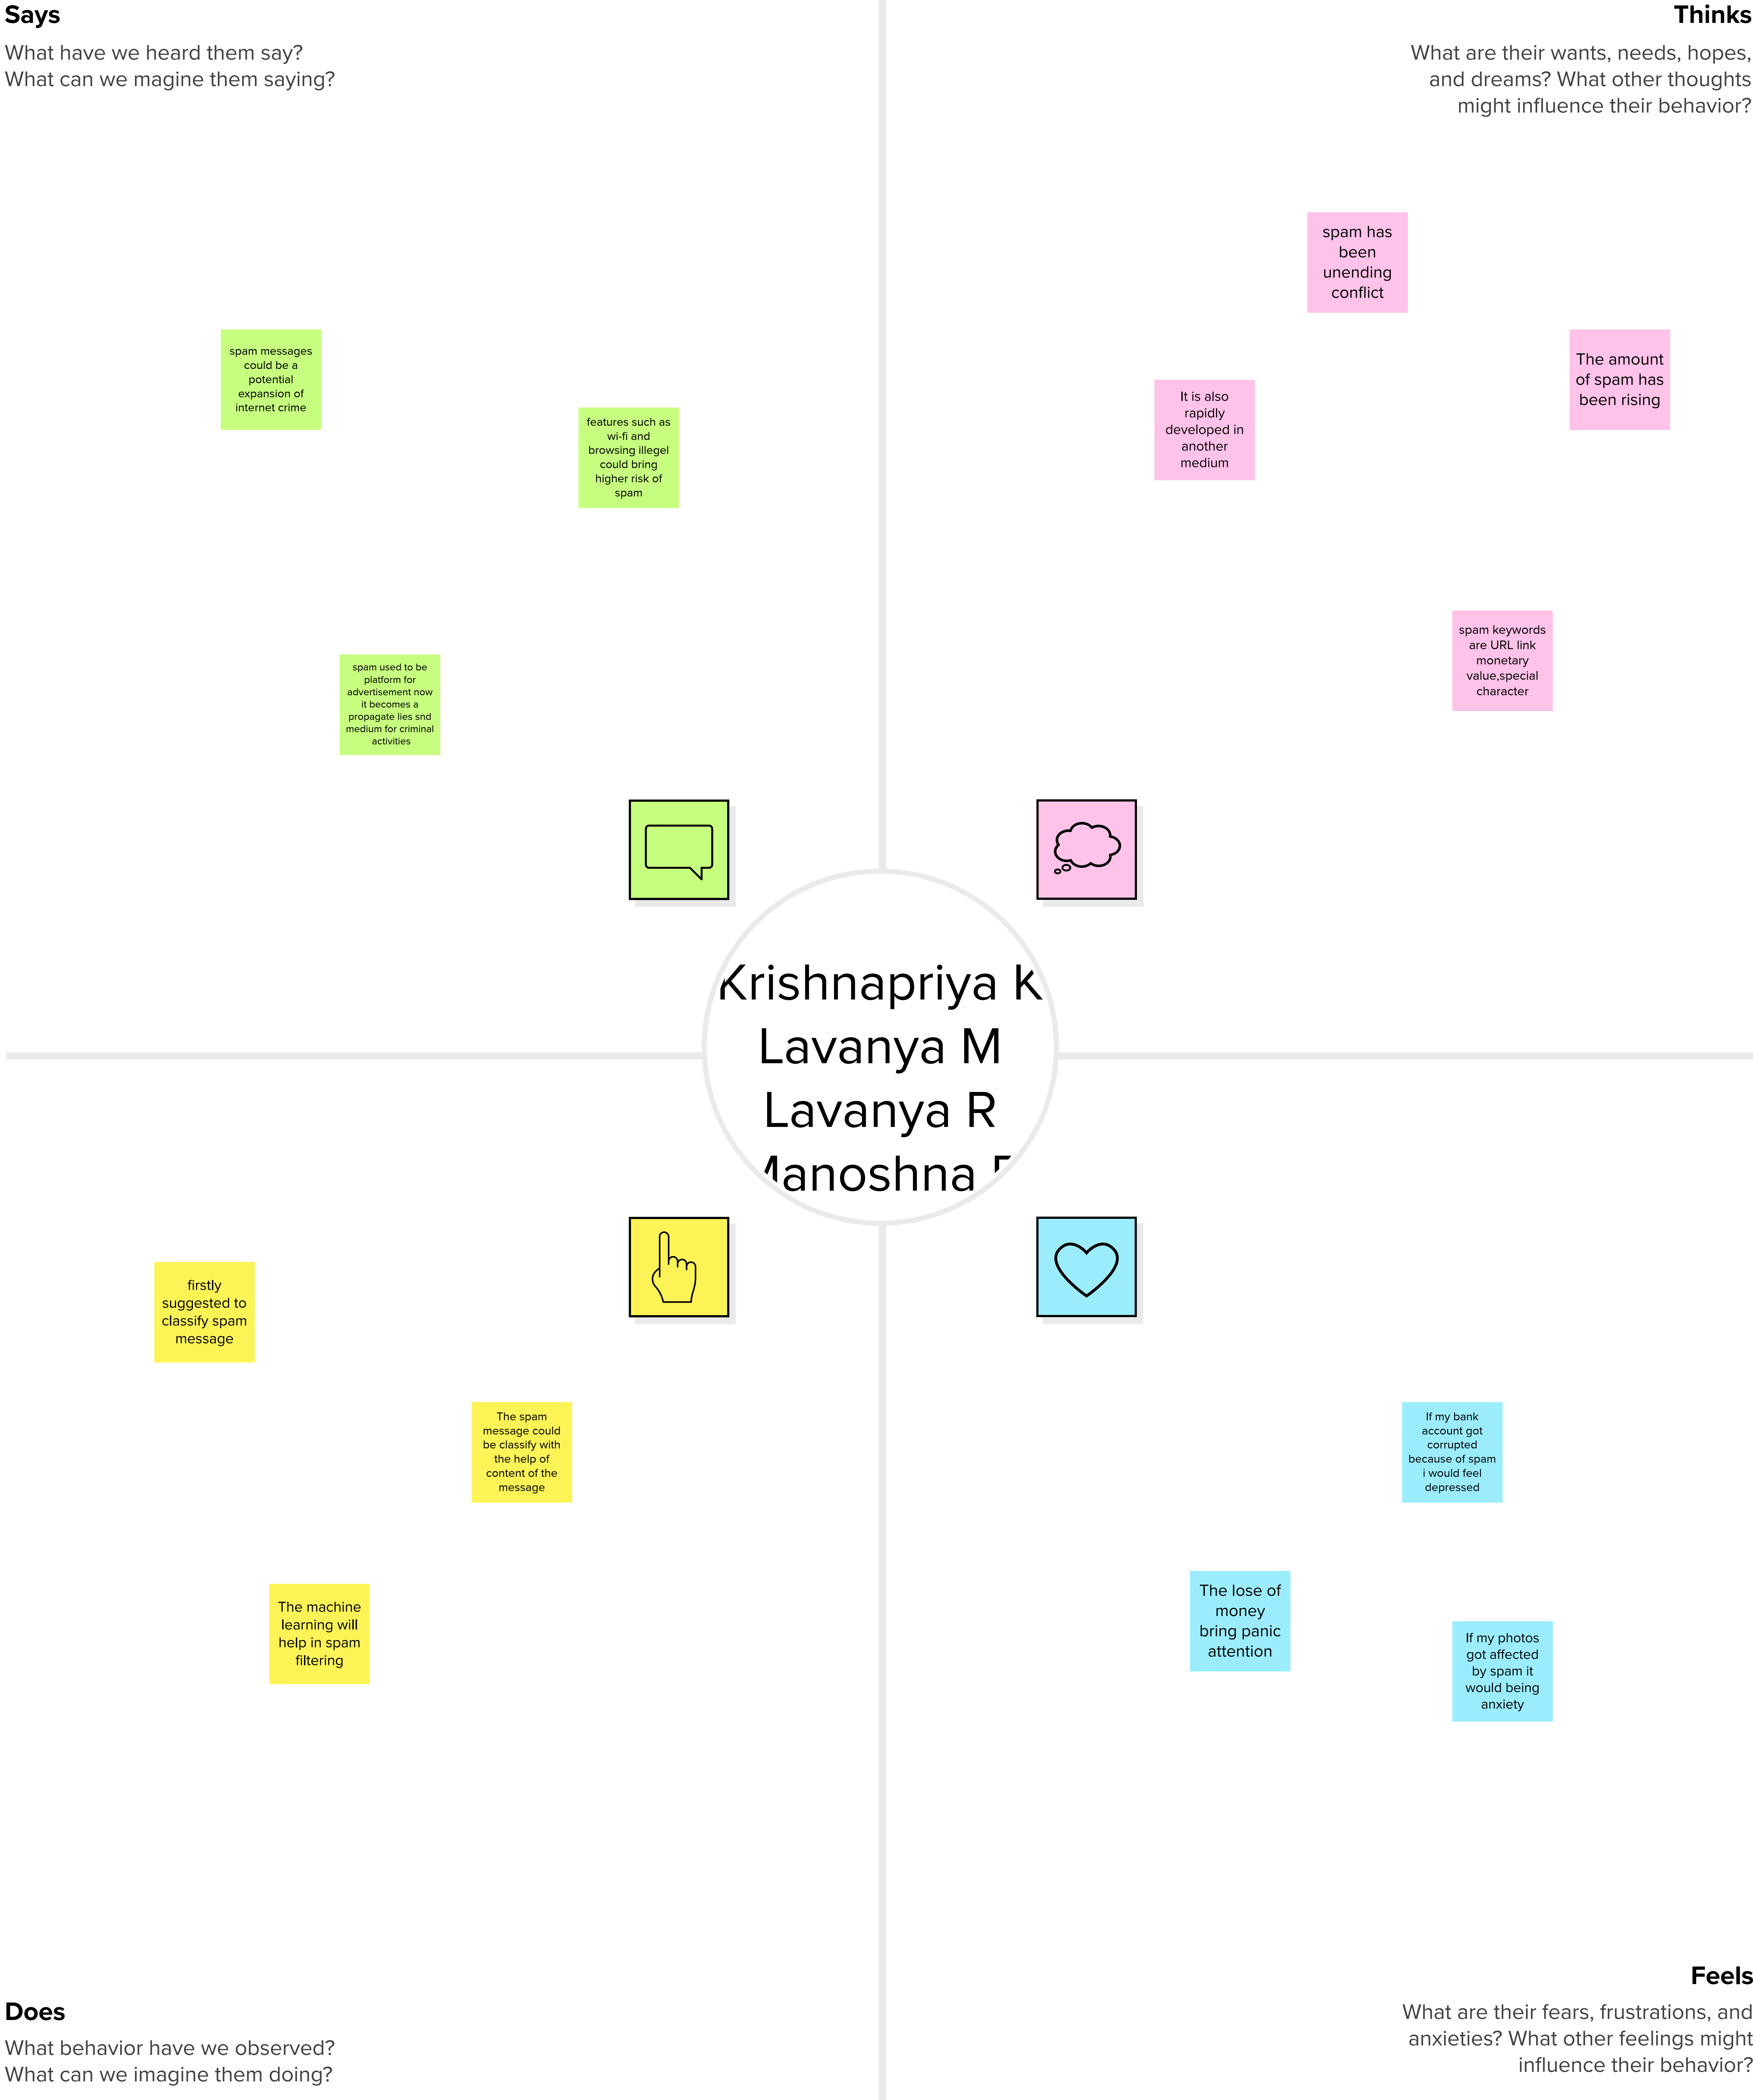 Says
What have we heard them say?
What can we magine them saying?
Thinks
What are their wants, needs, hopes,
and dreams? What other thoughts
might influence their behavior?
spam messages
could be a
potential
expansion of
internet crime
features such as
wi-fi and
browsing illegel
could bring
higher risk of
spam
spam used to be
platform for
advertisement now
it becomes a
propagate lies snd
medium for criminal
activities
spam has
been
unending
conflict
The amount
of spam has
been rising
It is also
rapidly
developed in
another
medium
spam keywords
are URL link
monetary
value,special
character
Krishnapriya K
Lavanya M
Lavanya R
firstly
suggested to
classify spam
message
The spam
message could
be classify with
the help of
content of the
message
The machine
learning will
help in spam
filtering
If my bank
account got
corrupted
because of spam
i would feel
depressed
The lose of
money
bring panic
attention
If my photos
got affected
by spam it
would being
anxiety
Does
What behavior have we observed?
What can we imagine them doing?
Feels
What are their fears, frustrations, and
anxieties? What other feelings might
influence their behavior?